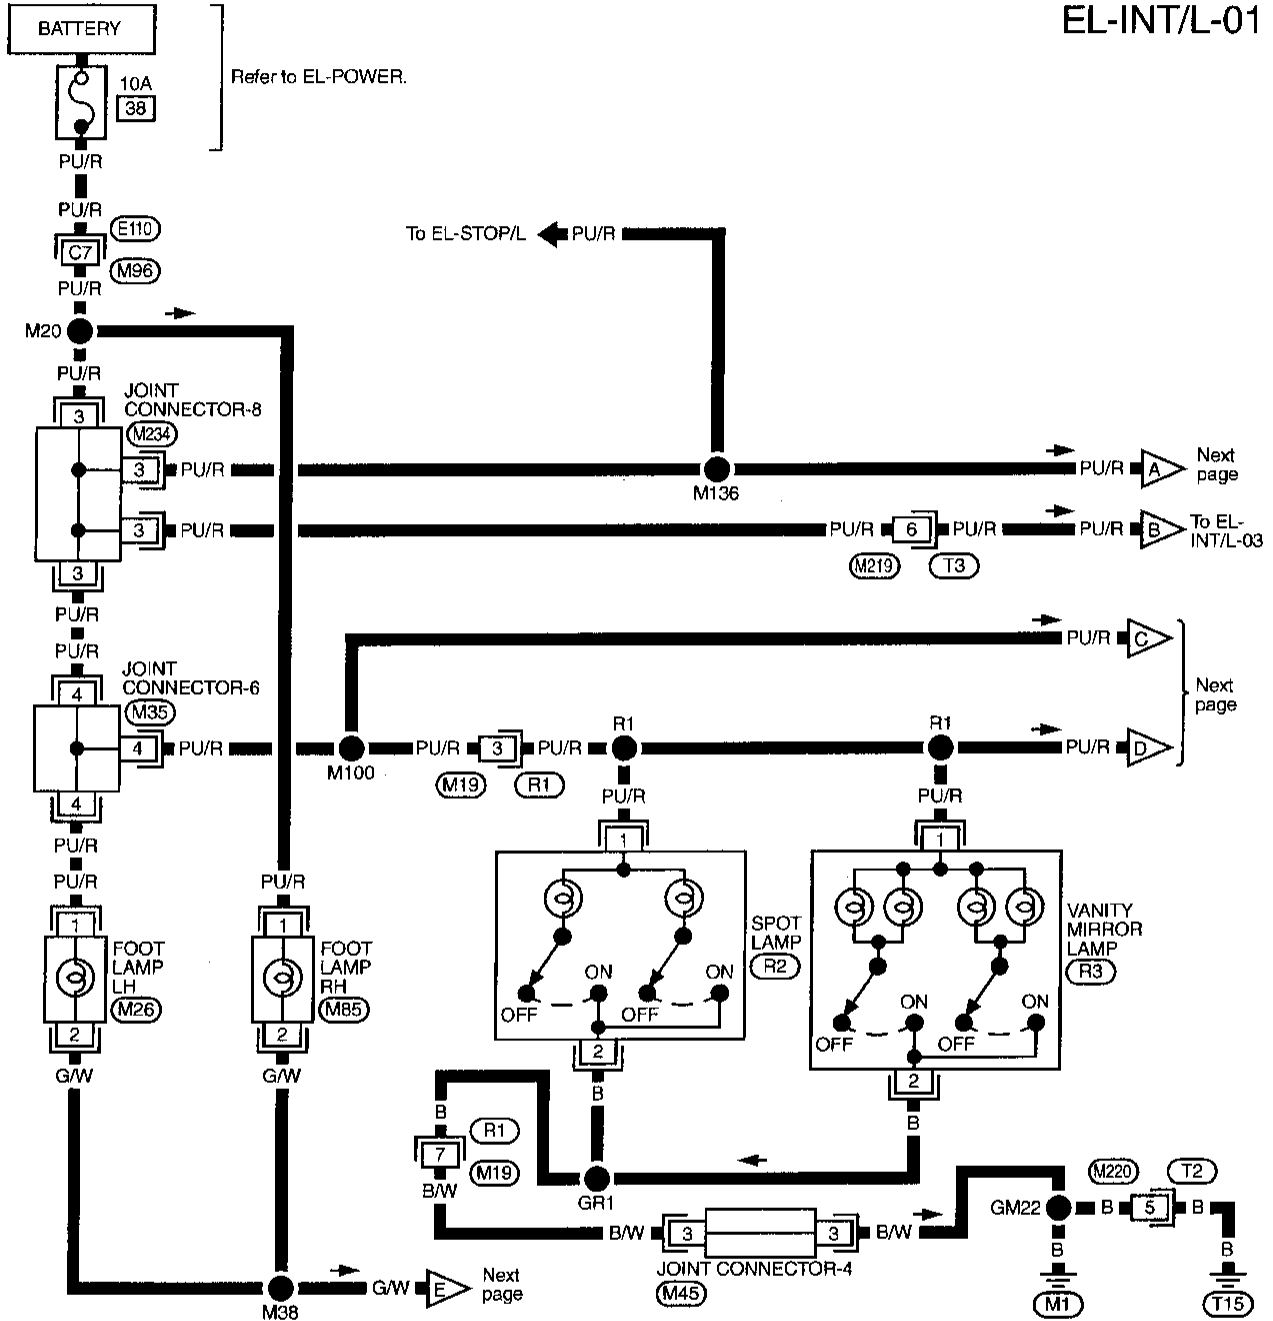 EL-INT/L-01
BATTERY
10A
38
Refer to EL-POWER.
PU/R
PU/R
E110
C7
M96
PU/R
To EL-STOP/L
PU/R
M20
PU/R
JOINT
CONNECTOR-8
M234
3
3
PU/R
M136
PU/R
A
Next
page
3
PU/R
PU/R
6
PU/R
PU/R
B
To EL-
INT/L-03
M219
T3
3
PU/R
PU/R
PU/R
C
JOINT
CONNECTOR-6
M35
4
4
PU/R
M100
PU/R
3
PU/R
M19
R1
R1
R1
PU/R
D
Next
page
4
PU/R
PU/R
PU/R
PU/R
PU/R
1
1
1
1
FOOT
LAMP
LH
M26
FOOT
LAMP
RH
M85
SPOT
LAMP
R2
ON
ON
OFF
OFF
VANITY
MIRROR
LAMP
R3
ON
ON
OFF
OFF
2
2
2
2
G/W
G/W
B
B
B
R1
7
M19
B/W
GR1
B/W
3
3
B/W
JOINT CONNECTOR-4
M45
GM22
B
M220
T2
5
B
B
B
M1
T15
M38
G/W
E
Next
page